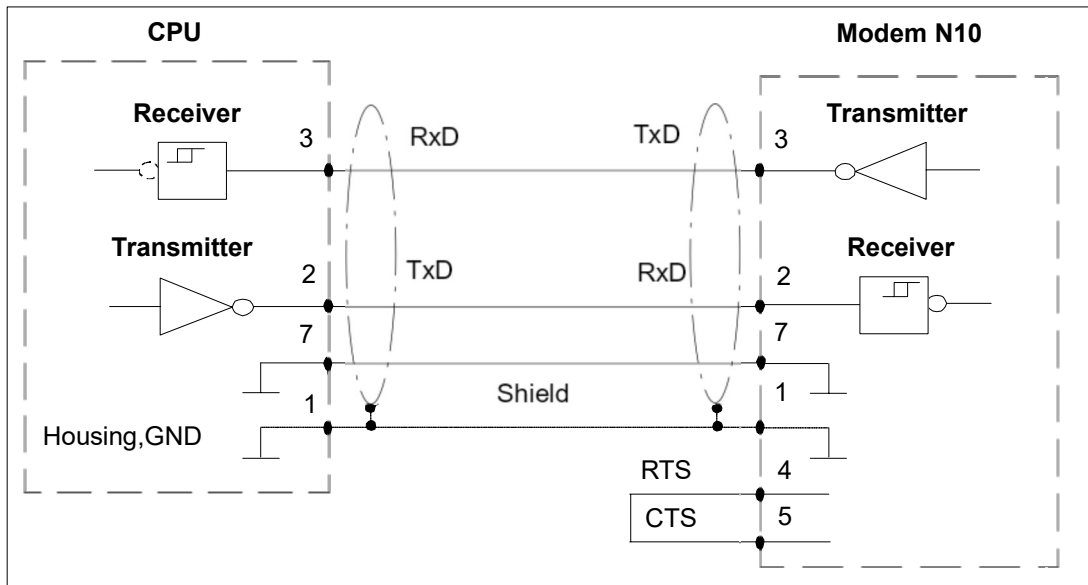 CPU
Modem N10
Receiver
Transmitter
3
RxD
TxD
3
Transmitter
Receiver
2
TxD
RxD
2
7
7
Shield
1
1
Housing,GND
RTS
4
CTS
5